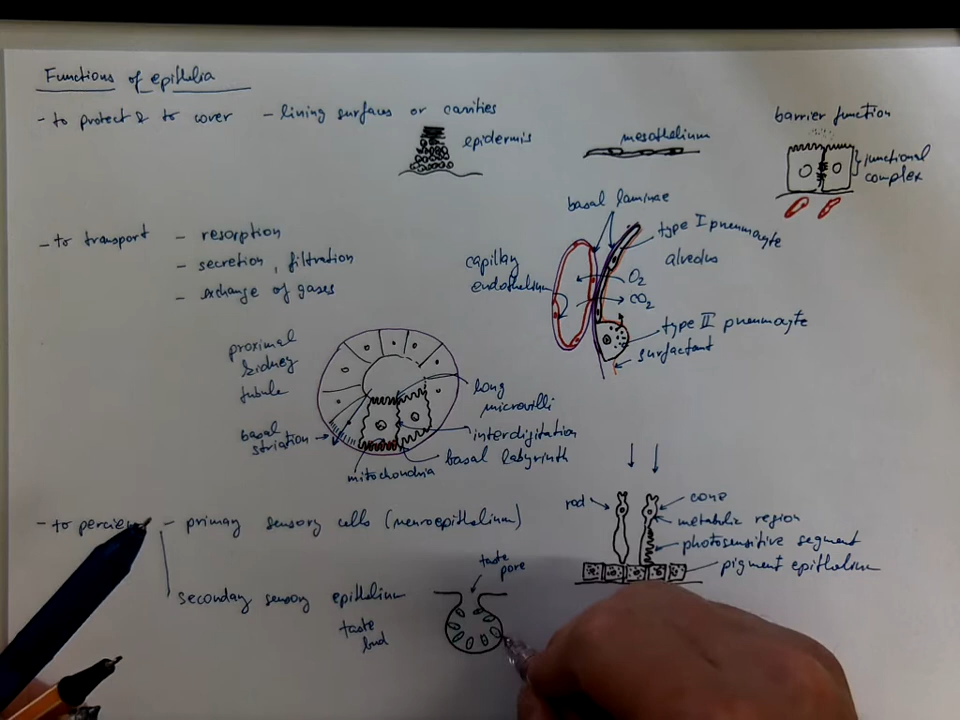 Functions of epithelia
- to protect & to cover - lining surfaces or cavities
epidermis
mesothelium
barrier function
junctional
complex
- to transport - resorption
- secretion, filtration
- exchange of gases
basal laminae
type I pneumocyte
alveolus
capillary
endothelium
O2
CO2
type II pneumocyte
surfactant
proximal
kidney
tubule
basal
striation
long
microvilli
interdigitation
basal labyrinth
mitochondria
- to percieve - primary sensory cells (neuroepithelium)
rod
cone
metabolic region
photosensitive segment
pigment epithelium
secondary sensory epithelium
taste
bud
taste
pore